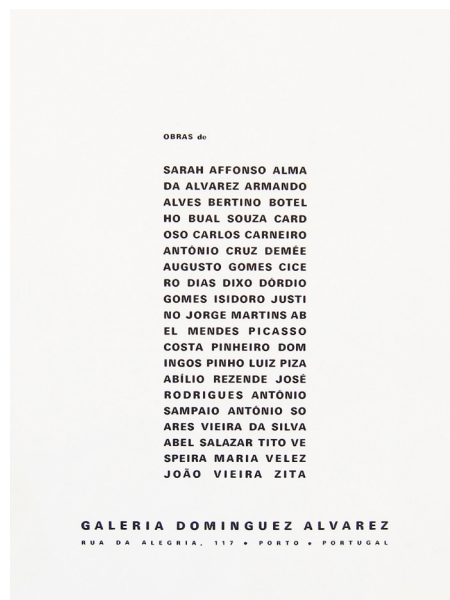 OBRAS de
SARAH AFFONSO ALMA
DA ALVAREZ ARMANDO
ALVES BERTINO BOTEL
HO BUAL SOUZA CARD
OSO CARLOS CARNEIRO
ANTÓNIO CRUZ DEMÉE
AUGUSTO GOMES CICE
RO DIAS DIXO DÓRDIO
GOMES ISIDORO JUSTI
NO JORGE MARTINS AB
EL MENDES PICASSO
COSTA PINHEIRO DOM
INGOS PINHO LUIZ PIZA
ABÍLIO REZENDE JOSÉ
RODRIGUES ANTÓNIO
SAMPAIO ANTÓNIO SO
ARES VIEIRA DA SILVA
ABEL SALAZAR TITO VE
SPEIRA MARIA VELEZ
JOÃO VIEIRA ZITA
GALERIA DOMINGUEZ ALVAREZ
RUA DA ALEGRIA, 117 • PORTO • PORTUGAL